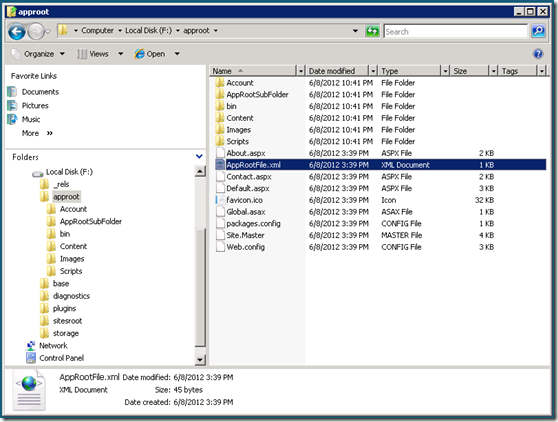 approot
Computer Local Disk (F:) approot
Search
Organize Views Open
Favorite Links
Documents
Pictures
Music
More »
Folders
Local Disk (F:)
_rels
approot
Account
AppRootSubFolder
bin
Content
Images
Scripts
base
diagnostics
plugins
sitesroot
storage
Network
Control Panel
Name Date modified Type Size Tags
Account 6/8/2012 10:41 PM File Folder
AppRootSubFolder 6/8/2012 10:41 PM File Folder
bin 6/8/2012 10:41 PM File Folder
Content 6/8/2012 10:41 PM File Folder
Images 6/8/2012 10:41 PM File Folder
Scripts 6/8/2012 10:41 PM File Folder
About.aspx 6/8/2012 3:39 PM ASPX File 2 KB
AppRootFile.xml 6/8/2012 3:39 PM XML Document 1 KB
Contact.aspx 6/8/2012 3:39 PM ASPX File 2 KB
Default.aspx 6/8/2012 3:39 PM ASPX File 3 KB
favicon.ico 6/8/2012 3:39 PM Icon 32 KB
Global.asax 6/8/2012 3:39 PM ASAX File 1 KB
packages.config 6/8/2012 3:39 PM CONFIG File 2 KB
Site.Master 6/8/2012 3:39 PM MASTER File 4 KB
Web.config 6/8/2012 3:39 PM CONFIG File 3 KB
AppRootFile.xml Date modified: 6/8/2012 3:39 PM
XML Document Size: 45 bytes
Date created: 6/8/2012 3:39 PM